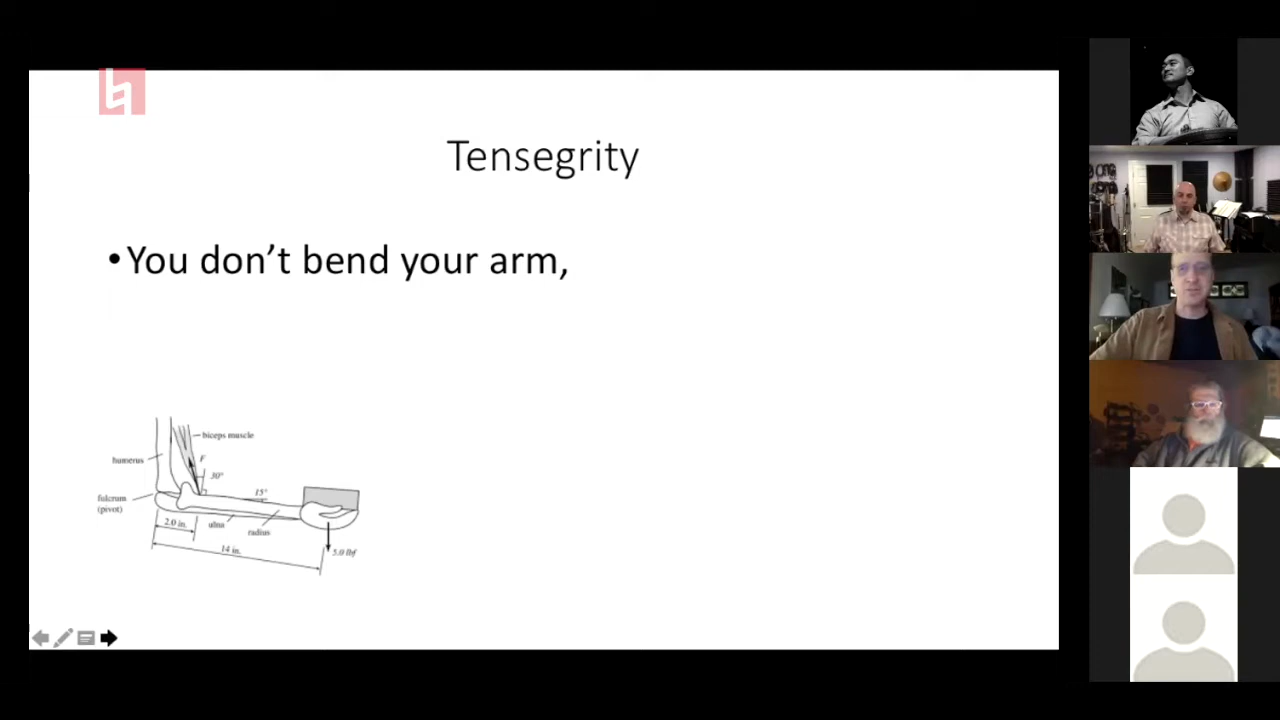 Tensegrity
•You don't bend your arm,
biceps muscle
humerus
F
30°
fulcrum
(pivot)
15°
2.0 in.
ulna
radius
14 in.
5.0 lbf